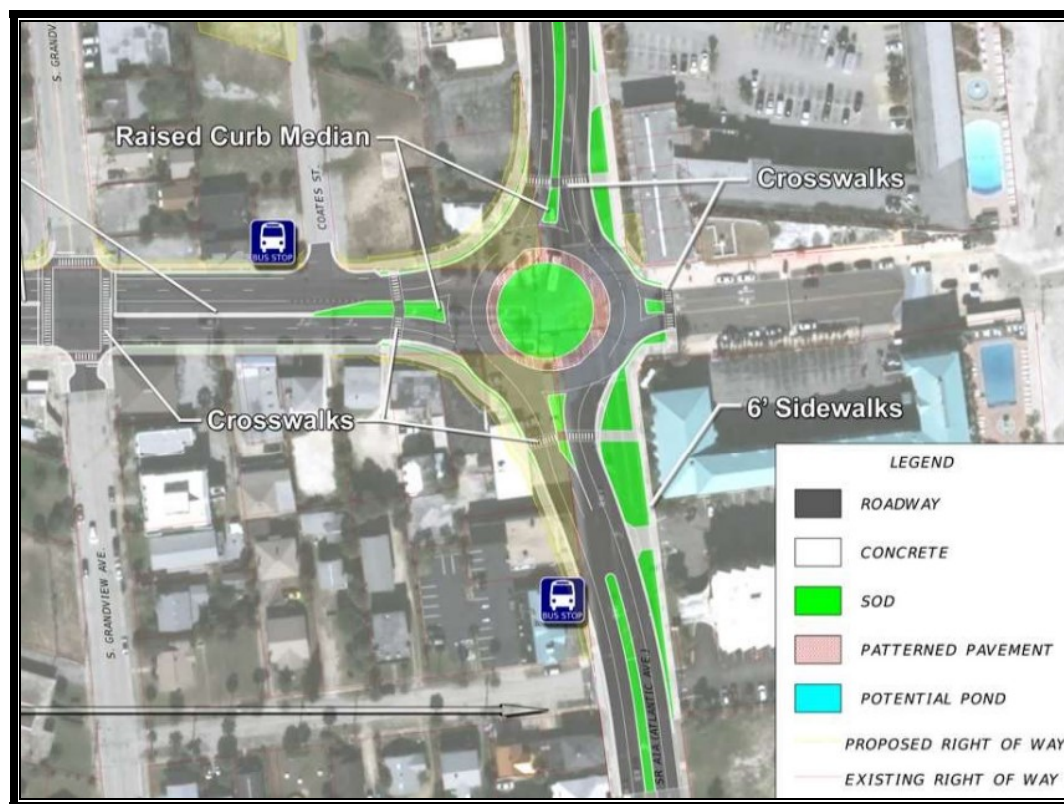 S. GRANDV
Raised Curb Median
COATES ST.
Crosswalks
BUS STOP
Crosswalks
6' Sidewalks
S. GRANDVIEW AVE.
BUS STOP
SR A1A (ATLANTIC AVE.)
LEGEND
ROADWAY
CONCRETE
SOD
PATTERNED PAVEMENT
POTENTIAL POND
PROPOSED RIGHT OF WAY
EXISTING RIGHT OF WAY